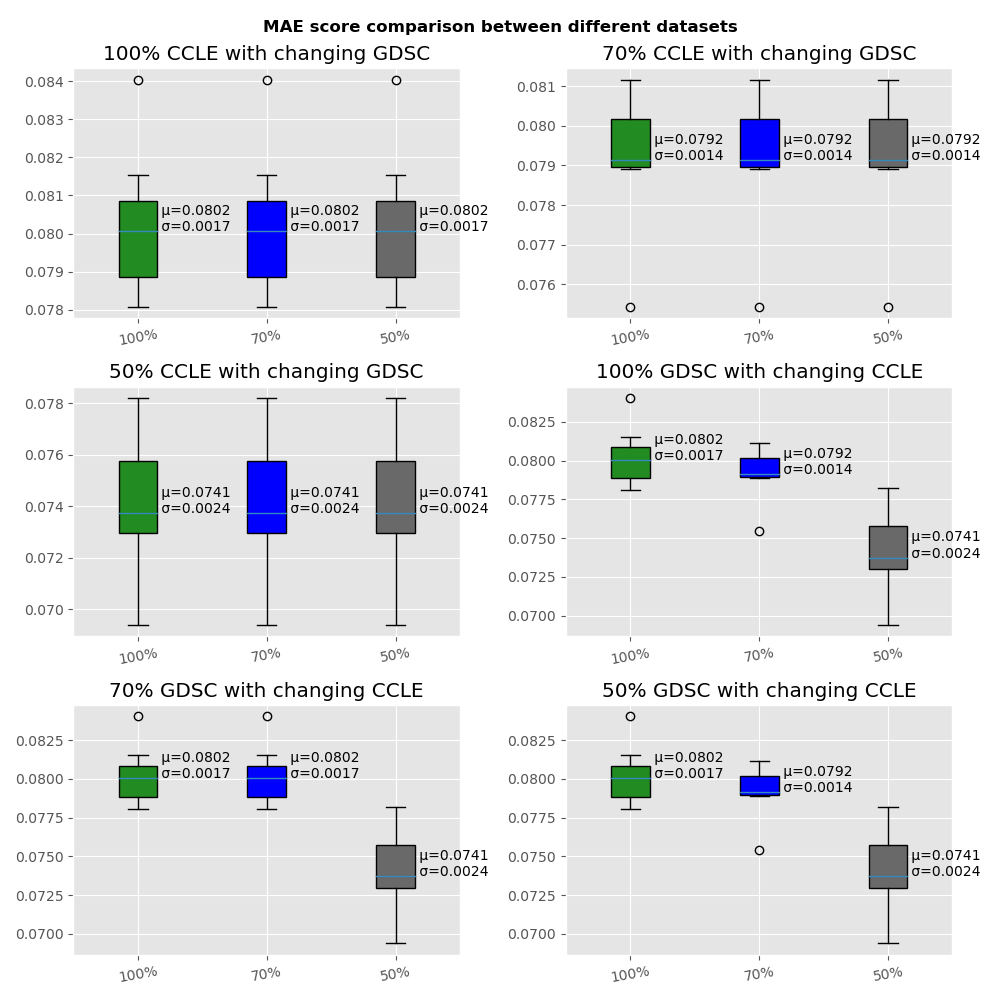 MAE score comparison between different datasets
100% CCLE with changing GDSC
0.084
0.083
0.082
0.081
0.080
0.079
0.078
μ=0.0802
σ=0.0017
μ=0.0802
σ=0.0017
μ=0.0802
σ=0.0017
100%
70%
50%
70% CCLE with changing GDSC
0.081
0.080
0.079
0.078
0.077
0.076
μ=0.0792
σ=0.0014
μ=0.0792
σ=0.0014
μ=0.0792
σ=0.0014
100%
70%
50%
50% CCLE with changing GDSC
0.078
0.076
0.074
0.072
0.070
μ=0.0741
σ=0.0024
μ=0.0741
σ=0.0024
μ=0.0741
σ=0.0024
100%
70%
50%
100% GDSC with changing CCLE
0.0825
0.0800
0.0775
0.0750
0.0725
0.0700
μ=0.0802
σ=0.0017
μ=0.0792
σ=0.0014
μ=0.0741
σ=0.0024
100%
70%
50%
70% GDSC with changing CCLE
0.0825
0.0800
0.0775
0.0750
0.0725
0.0700
μ=0.0802
σ=0.0017
μ=0.0802
σ=0.0017
μ=0.0741
σ=0.0024
100%
70%
50%
50% GDSC with changing CCLE
0.0825
0.0800
0.0775
0.0750
0.0725
0.0700
μ=0.0802
σ=0.0017
μ=0.0792
σ=0.0014
μ=0.0741
σ=0.0024
100%
70%
50%